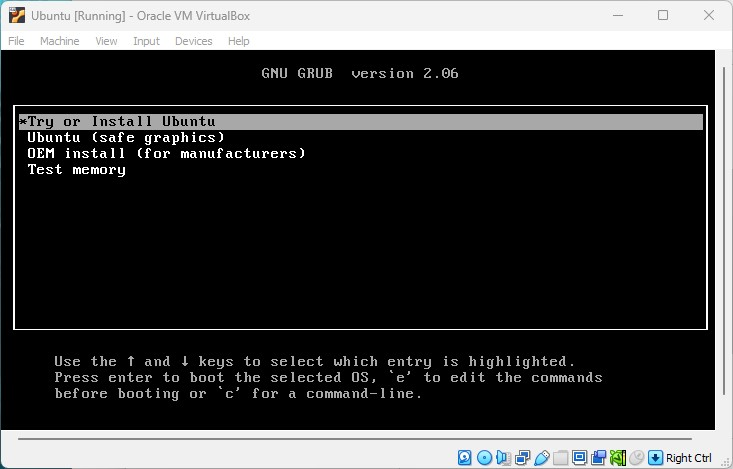 Ubuntu [Running] - Oracle VM VirtualBox
File Machine View Input Devices Help
GNU GRUB  version 2.06
*Try or Install Ubuntu
Ubuntu (safe graphics)
OEM install (for manufacturers)
Test memory
Use the ↑ and ↓ keys to select which entry is highlighted.
Press enter to boot the selected OS, `e' to edit the commands
before booting or `c' for a command-line.
Right Ctrl